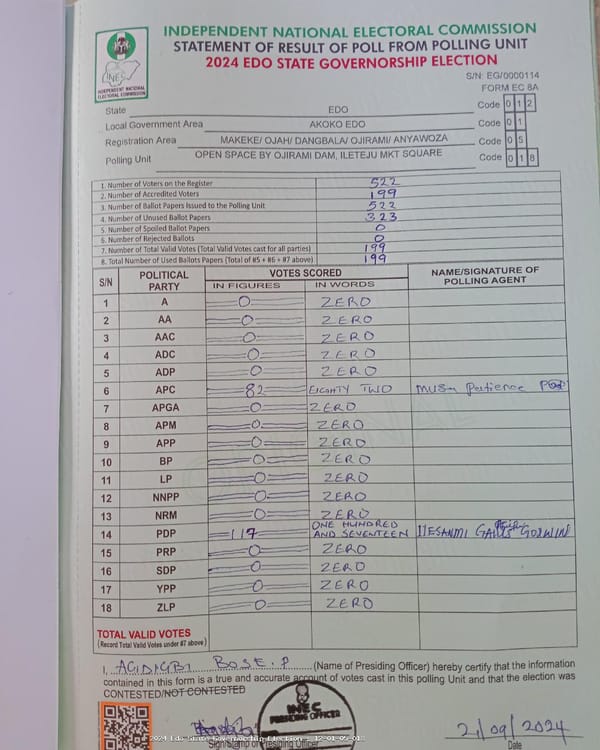 INDEPENDENT NATIONAL ELECTORAL COMMISSION
STATEMENT OF RESULT OF POLL FROM POLLING UNIT
2024 EDO STATE GOVERNORSHIP ELECTION
INEC
INDEPENDENT NATIONAL
ELECTORAL COMMISSION
S/N: EG/0000114
FORM EC 8A
State EDO Code 0 1 2
Local Government Area AKOKO EDO Code 0 1
Registration Area MAKEKE/ OJAH/ DANGBALA/ OJIRAMI/ ANYAWOZA Code 0 5
Polling Unit OPEN SPACE BY OJIRAMI DAM, ILETEJU MKT SQUARE Code 0 1 8
1. Number of Voters on the Register 522
2. Number of Accredited Voters 199
3. Number of Ballot Papers Issued to the Polling Unit 522
4. Number of Unused Ballot Papers 323
5. Number of Spoiled Ballot Papers 0
6. Number of Rejected Ballots 0
7. Number of Total Valid Votes (Total Valid Votes cast for all parties) 199
8. Total Number of Used Ballots Papers (Total of #5 + #6 + #7 above) 199
S/N POLITICAL PARTY VOTES SCORED NAME/SIGNATURE OF POLLING AGENT
IN FIGURES IN WORDS
1 A 0 ZERO
2 AA 0 ZERO
3 AAC 0 ZERO
4 ADC 0 ZERO
5 ADP 0 ZERO
6 APC 82 EIGHTY TWO MUSA Patience
7 APGA 0 ZERO
8 APM 0 ZERO
9 APP 0 ZERO
10 BP 0 ZERO
11 LP 0 ZERO
12 NNPP 0 ZERO
13 NRM 0 ZERO
14 PDP 117 ONE HUNDRED AND SEVENTEEN ILESANMI GODWIN
15 PRP 0 ZERO
16 SDP 0 ZERO
17 YPP 0 ZERO
18 ZLP 0 ZERO
TOTAL VALID VOTES
(Record Total Valid Votes under #7 above)
I, AGIDIGBI BOSE. P (Name of Presiding Officer) hereby certify that the information
contained in this form is a true and accurate account of votes cast in this polling Unit and that the election was
CONTESTED/NOT CONTESTED
INEC
PRESIDING OFFICER
21/09/2024
2024 Edo State Governorship Election - 12-01-05-018
Sign/Stamp of Presiding Officer
Date